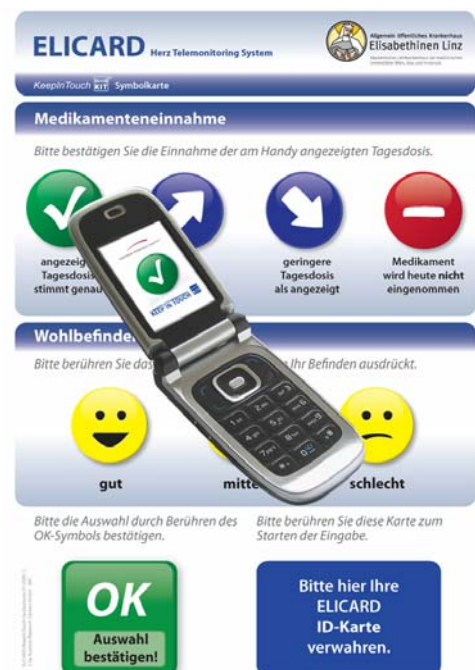 ELICARD Herz Telemonitoring System
Allgemein öffentliches Krankenhaus
Elisabethinen Linz
KeepinTouch KIT Symbolkarte
Medikamenteneinnahme
Bitte bestätigen Sie die Einnahme der am Handy angezeigten Tagesdosis.
Tagesdosis
stimmt genau
geringere
Tagesdosis
als angezeigt
Medikament
wird heute nicht
eingenommen
KEEP IN TOUCH
Bitte berühren Sie das
Ihr Befinden ausdrückt.
gut
schlecht
Bitte die Auswahl durch Berühren des
OK-Symbols bestätigen.
Bitte berühren Sie diese Karte zum
Starten der Eingabe.
OK
Auswahl
bestätigen!
Bitte hier Ihre
ELICARD
ID-Karte
verwahren.